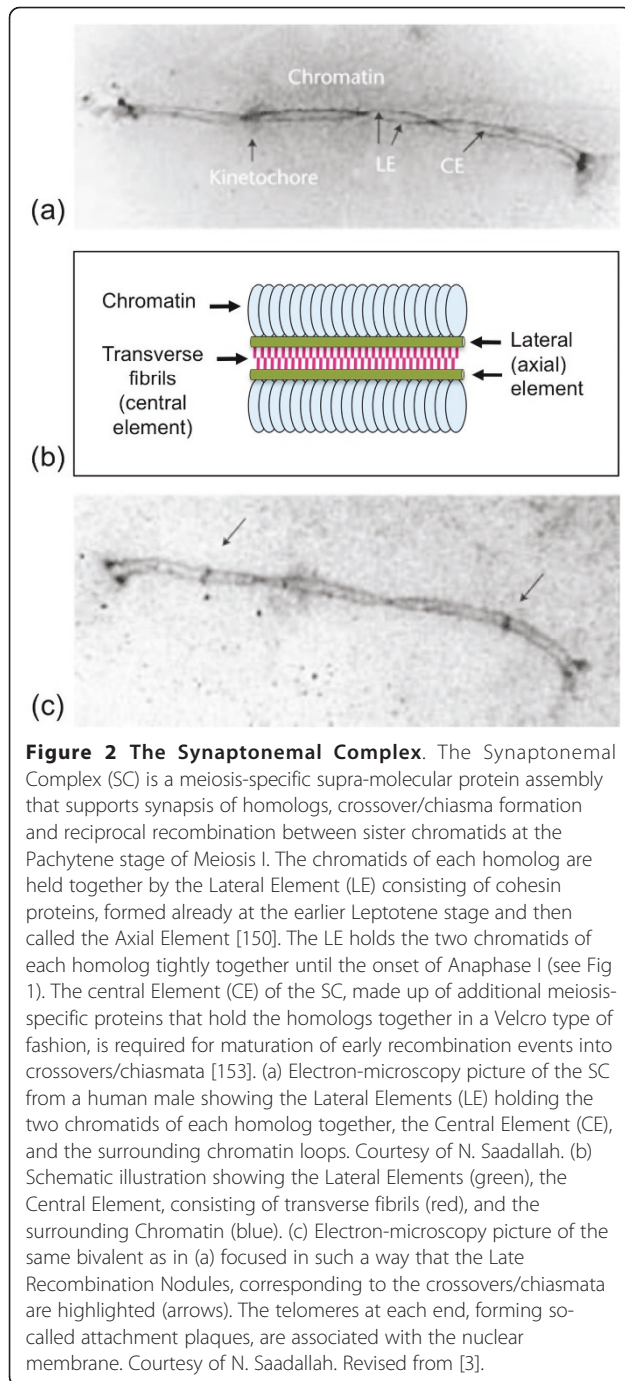 Chromatin
Kinetochore
LE
CE
(a)
Chromatin
Transverse
fibrils
(central
element)
Lateral
(axial)
element
(b)
(c)
Figure 2 The Synaptonemal Complex. The Synaptonemal
Complex (SC) is a meiosis-specific supra-molecular protein assembly
that supports synapsis of homologs, crossover/chiasma formation
and reciprocal recombination between sister chromatids at the
Pachytene stage of Meiosis I. The chromatids of each homolog are
held together by the Lateral Element (LE) consisting of cohesin
proteins, formed already at the earlier Leptotene stage and then
called the Axial Element [150]. The LE holds the two chromatids of
each homolog tightly together until the onset of Anaphase I (see Fig
1). The central Element (CE) of the SC, made up of additional meiosis-
specific proteins that hold the homologs together in a Velcro type of
fashion, is required for maturation of early recombination events into
crossovers/chiasmata [153]. (a) Electron-microscopy picture of the SC
from a human male showing the Lateral Elements (LE) holding the
two chromatids of each homolog together, the Central Element (CE),
and the surrounding chromatin loops. Courtesy of N. Saadallah. (b)
Schematic illustration showing the Lateral Elements (green), the
Central Element, consisting of transverse fibrils (red), and the
surrounding Chromatin (blue). (c) Electron-microscopy picture of the
same bivalent as in (a) focused in such a way that the Late
Recombination Nodules, corresponding to the crossovers/chiasmata
are highlighted (arrows). The telomeres at each end, forming so-
called attachment plaques, are associated with the nuclear
membrane. Courtesy of N. Saadallah. Revised from [3].